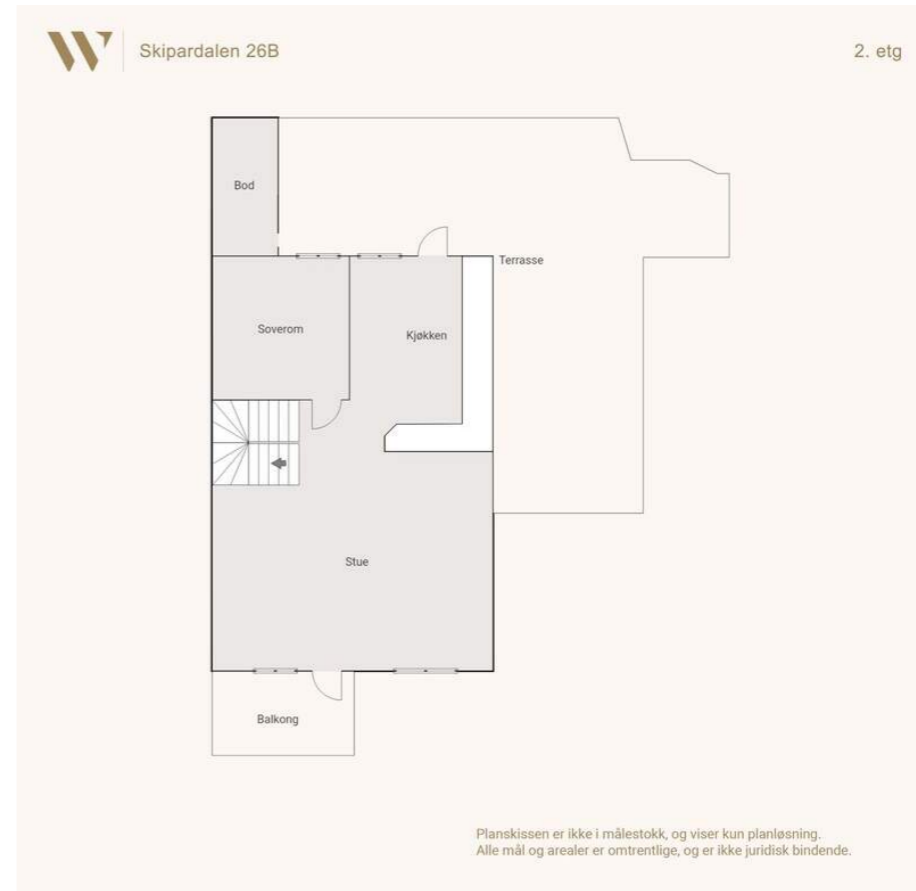 Skipardalen 26B
2. etg
Bod
Terrasse
Soverom
Kjøkken
Stue
Balkong
Planskissen er ikke i målestokk, og viser kun planløsning.
Alle mål og arealer er omtrentlige, og er ikke juridisk bindende.